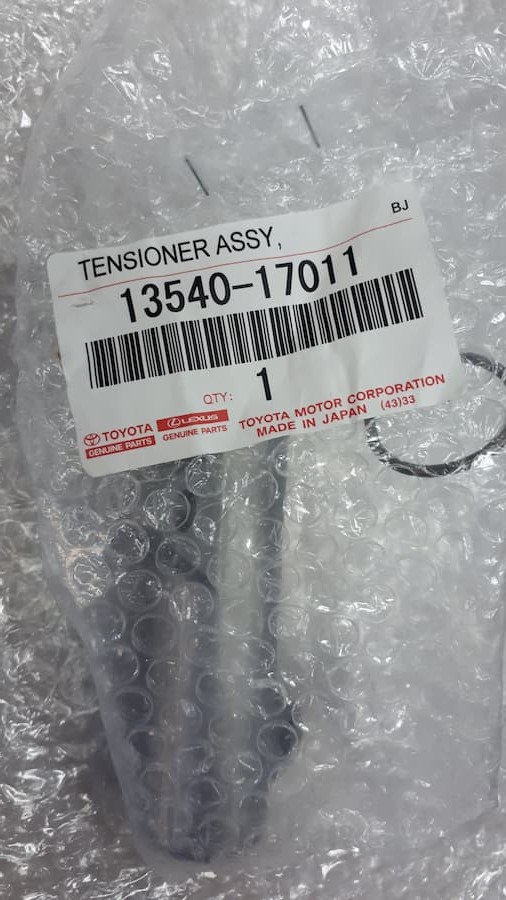 BJ
TENSIONER ASSY,
13540-17011
QTY: 1
TOYOTA
GENUINE PARTS
LEXUS
GENUINE PARTS
TOYOTA MOTOR CORPORATION
MADE IN JAPAN (43)33